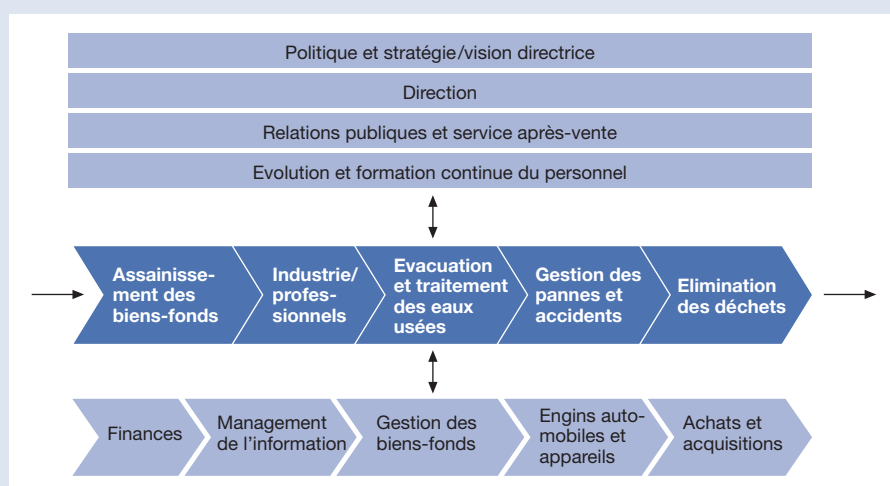 Politique et stratégie/vision directrice
Direction
Relations publiques et service après-vente
Evolution et formation continue du personnel
Assainisse-
ment des
biens-fonds
Industrie/
profes-
sionnels
Evacuation
et traitement
des eaux
usées
Gestion des
pannes et
accidents
Elimination
des déchets
Finances
Management
de l'information
Gestion des
biens-fonds
Engins auto-
mobiles et
appareils
Achats et
acquisitions